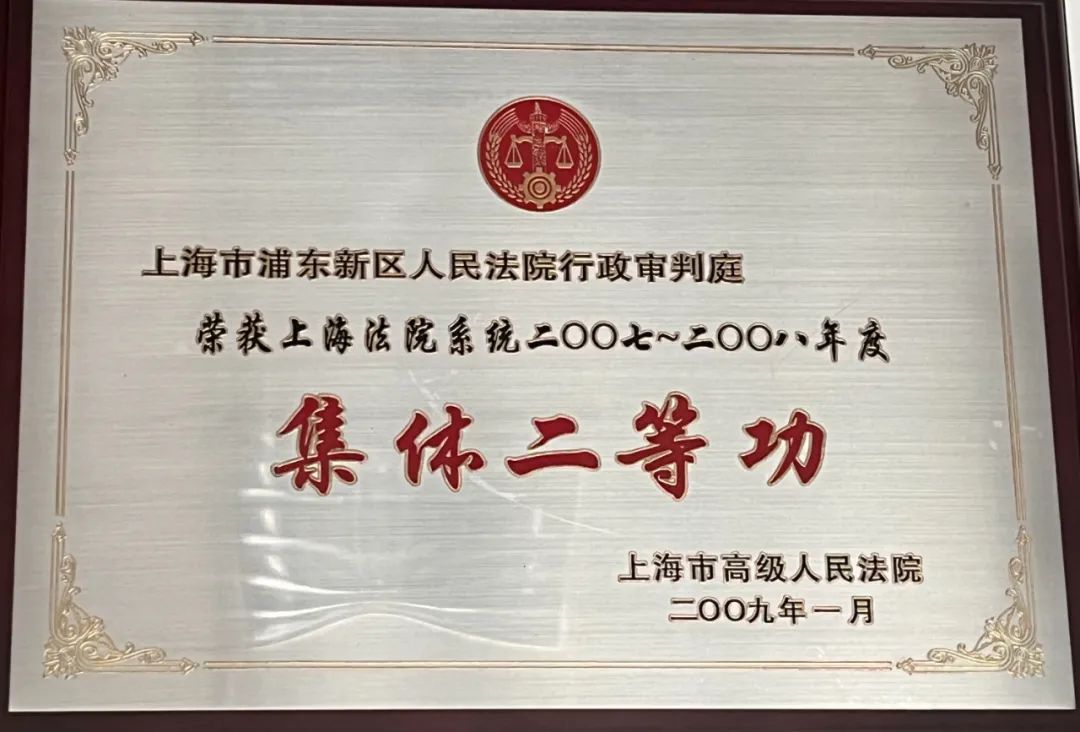 上海市浦东新区人民法院行政审判庭
荣获上海法院系统二〇〇七~二〇〇八年度
集体二等功
上海市高级人民法院
二〇〇九年一月